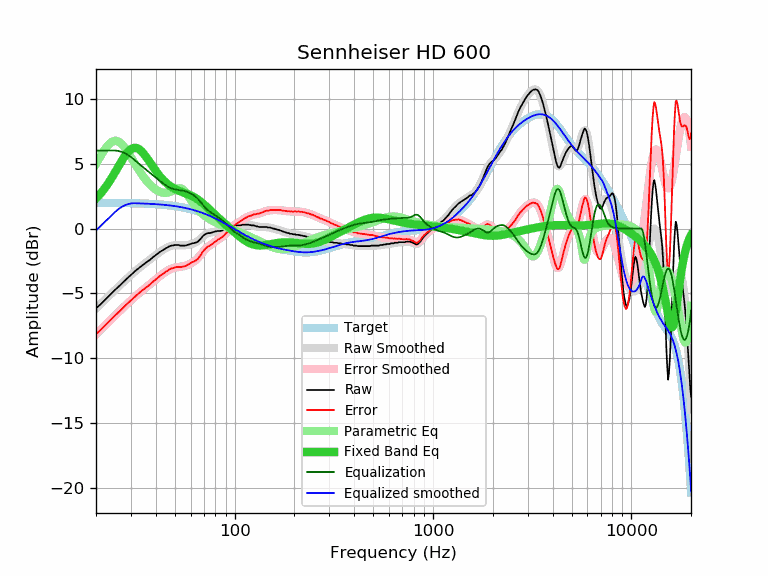 Sennheiser HD 600
10
5
0
−5
−10
−15
−20
Amplitude (dBr)
Target
Raw Smoothed
Error Smoothed
Raw
Error
Parametric Eq
Fixed Band Eq
Equalization
Equalized smoothed
100
1000
10000
Frequency (Hz)